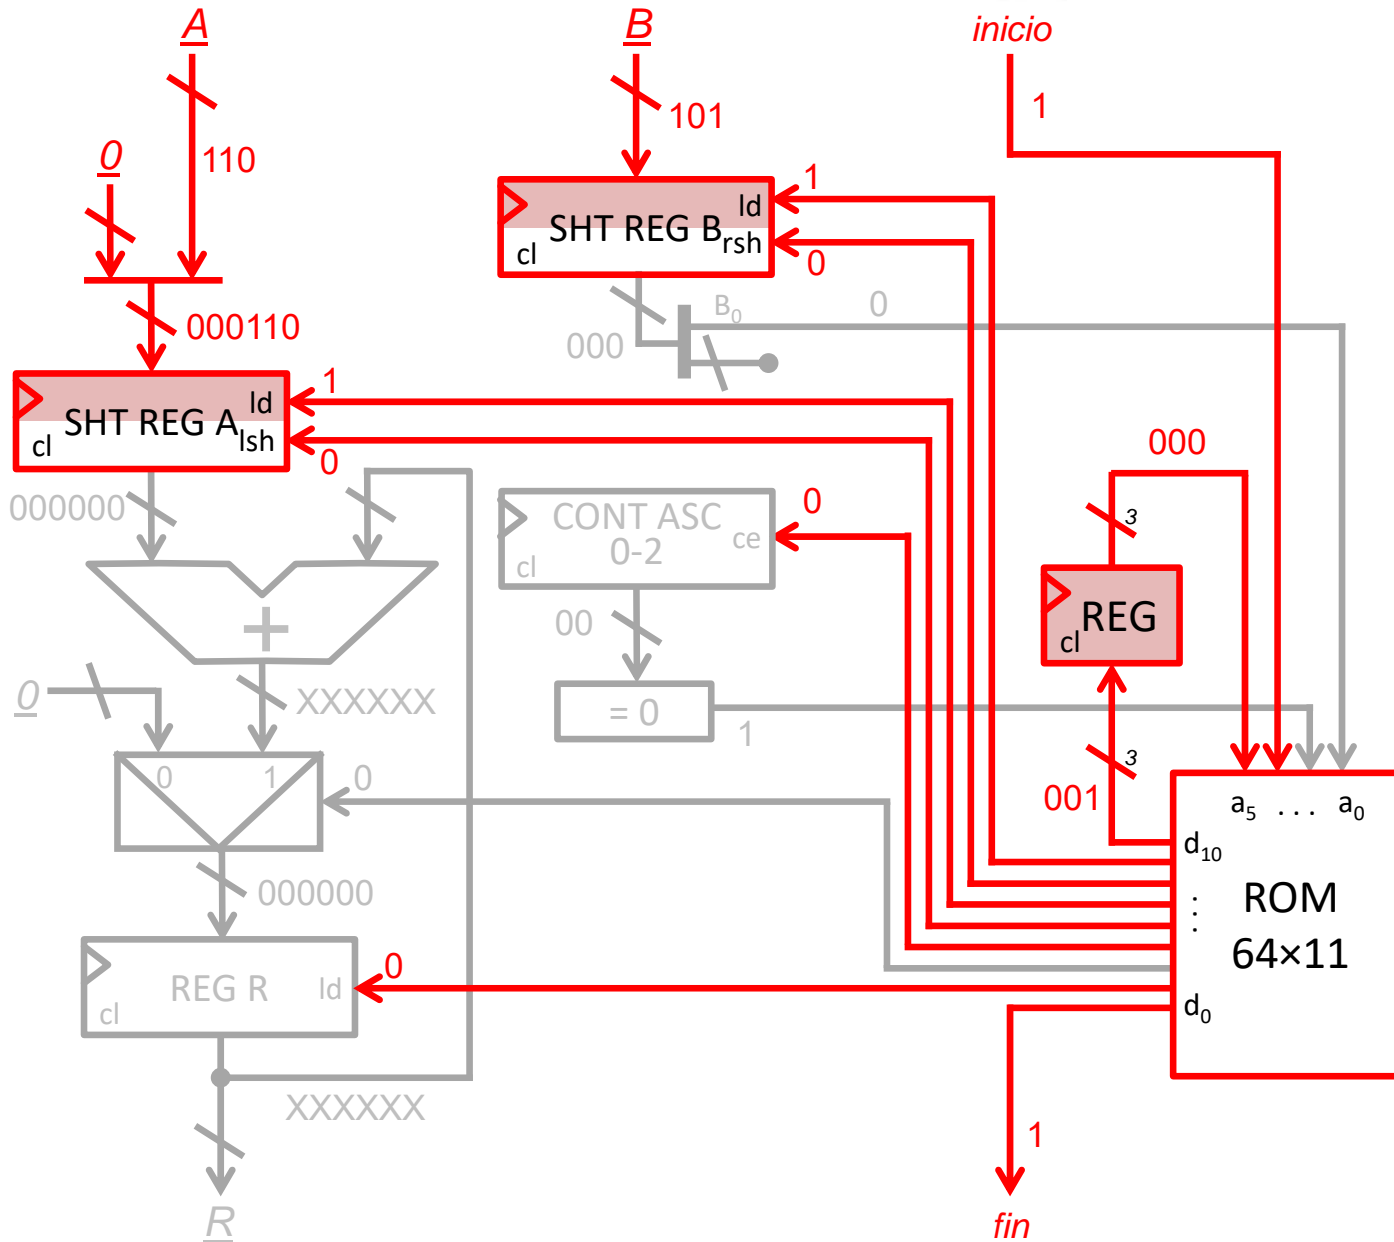 A
B
inicio
1
101
110
0
1
ld
SHT REG B
rsh
cl
0
000110
B0
0
000
1
ld
SHT REG A
lsh
cl
0
000
000000
CONT ASC
0-2
ce
cl
0
3
REG
cl
00
0
XXXXXX
= 0
1
3
001
0
1
0
a5 . . . a0
d10
000000
ROM
64×11
. . .
REG R
ld
cl
0
d0
XXXXXX
1
R
fin